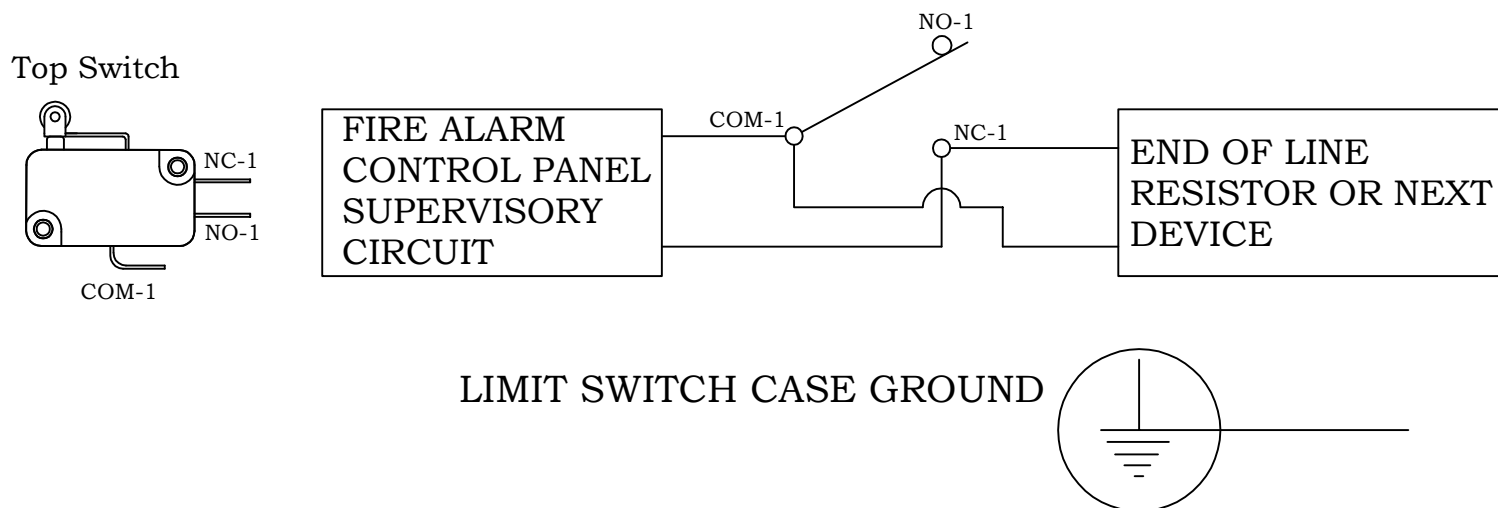 Top Switch
NC-1
NO-1
COM-1
FIRE ALARM
CONTROL PANEL
SUPERVISORY
CIRCUIT
NO-1
COM-1
NC-1
END OF LINE
RESISTOR OR NEXT
DEVICE
LIMIT SWITCH CASE GROUND